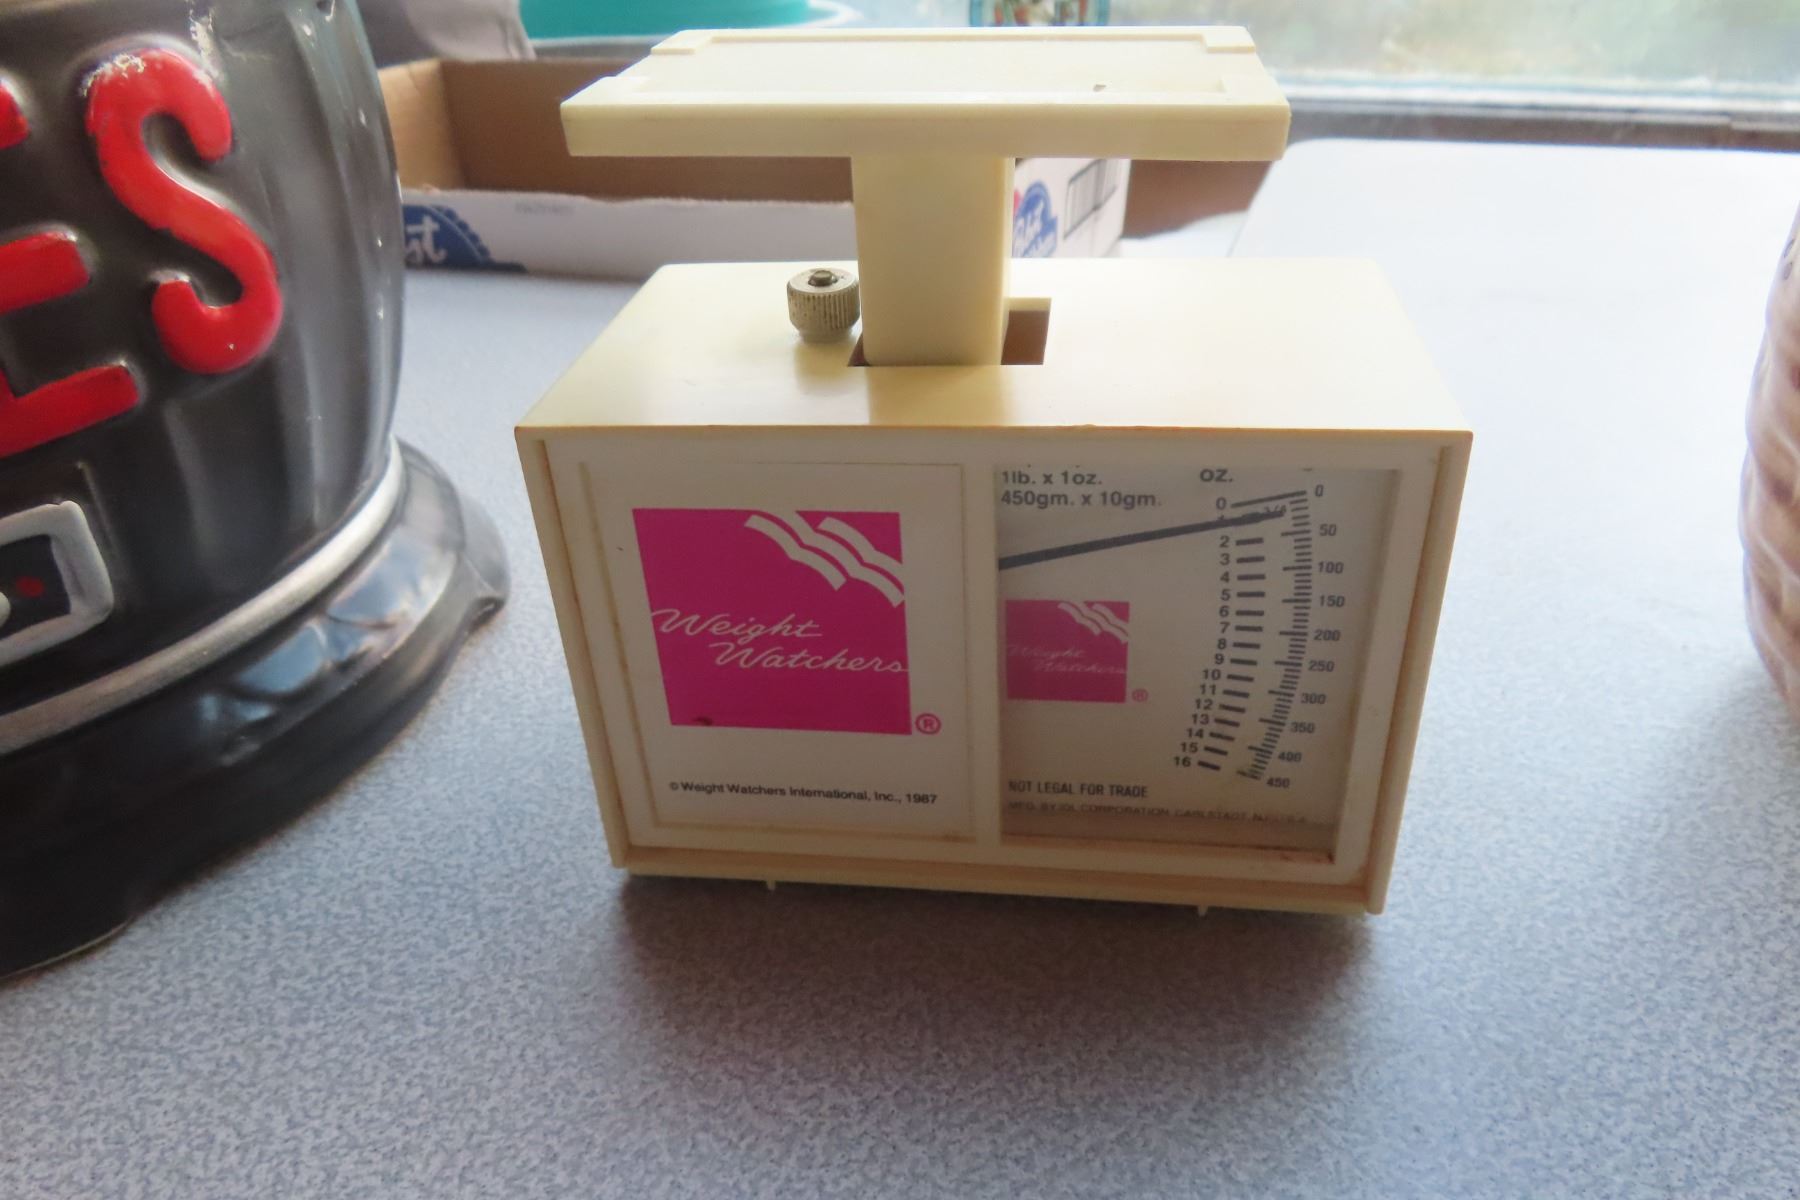 ES
Weight
Watchers
®
© Weight Watchers International, Inc., 1987
1lb. x 1oz.
450gm. x 10gm.
OZ.
0
2
3
4
5
6
7
8
9
10
11
12
13
14
15
16
0
50
100
150
200
250
300
350
400
450
Weight
Watchers
®
NOT LEGAL FOR TRADE